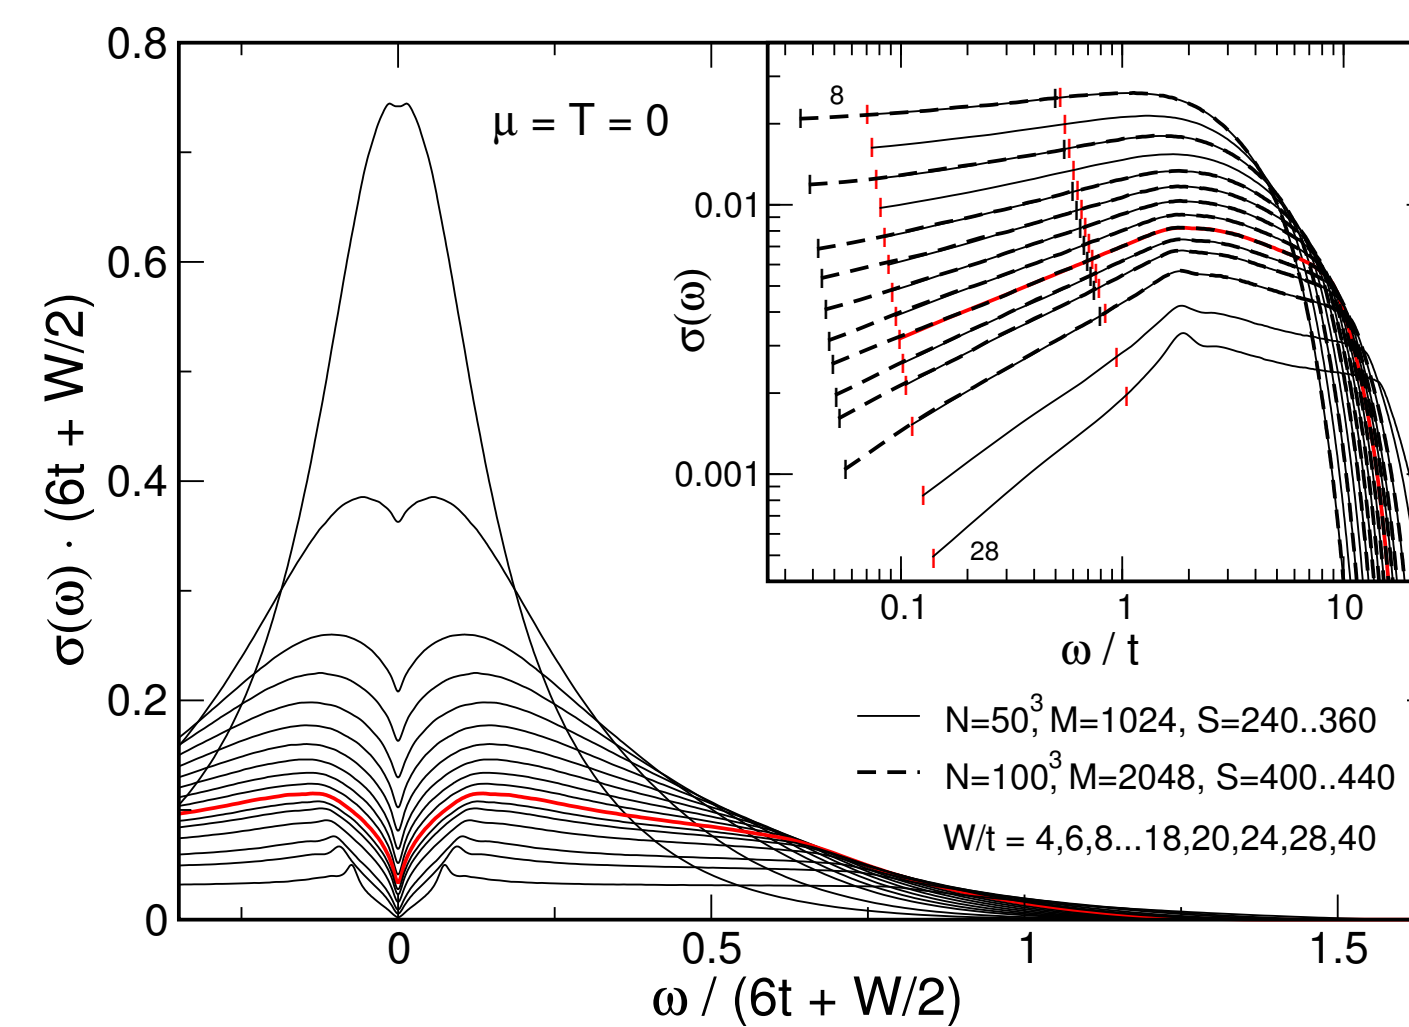 0.8
0.6
0.4
0.2
0
σ(ω) · (6t + W/2)
μ = T = 0
0 0.5 1 1.5
ω / (6t + W/2)
8
28
0.01
0.001
σ(ω)
0.1 1 10
ω / t
N=50³, M=1024, S=240..360
N=100³, M=2048, S=400..440
W/t = 4,6,8...18,20,24,28,40